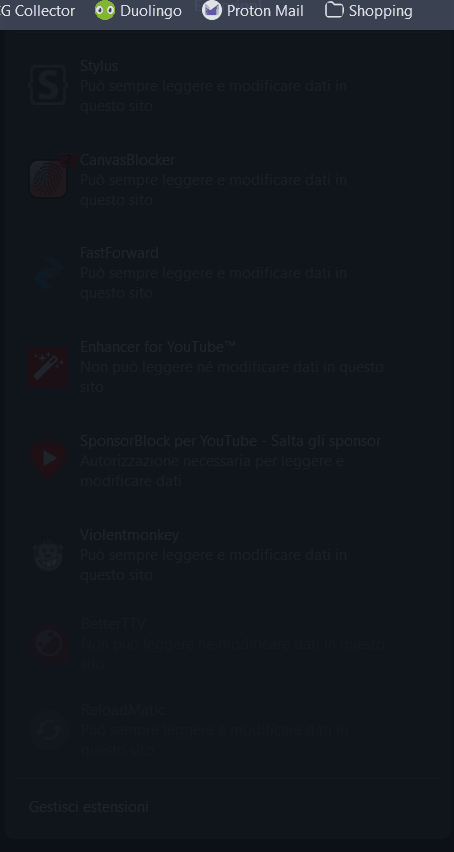 G Collector Duolingo Proton Mail Shopping
Stylus
Può sempre leggere e modificare dati in
questo sito
CanvasBlocker
Può sempre leggere e modificare dati in
questo sito
FastForward
Può sempre leggere e modificare dati in
questo sito
Enhancer for YouTube™
Non può leggere né modificare dati in questo
sito
SponsorBlock per YouTube - Salta gli sponsor
Autorizzazione necessaria per leggere e
modificare dati
Violentmonkey
Può sempre leggere e modificare dati in
questo sito
BetterTTV
Non può leggere né modificare dati in questo
sito
ReloadMatic
Può sempre leggere e modificare dati in
questo sito
Gestisci estensioni